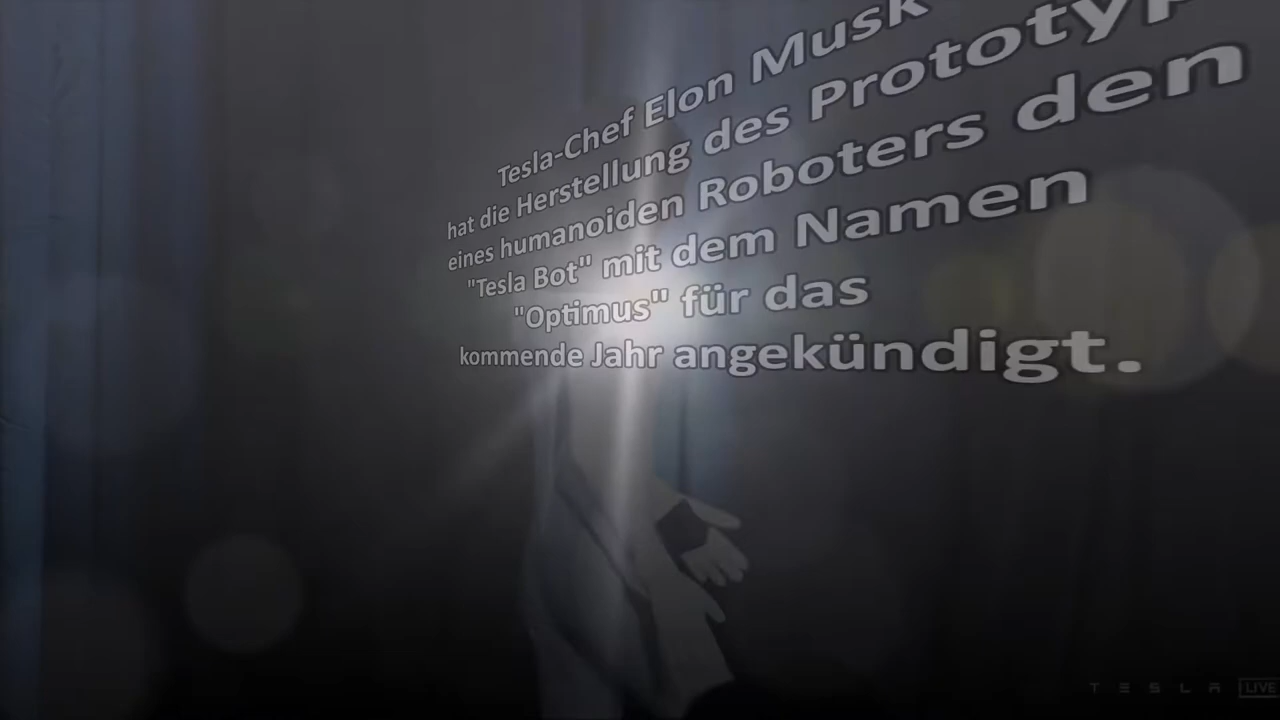 Tesla-Chef Elon Musk
hat die Herstellung des Prototyp
eines humanoiden Roboters den
"Tesla Bot" mit dem Namen
"Optimus" für das
kommende Jahr angekündigt.
TESLA LIVE